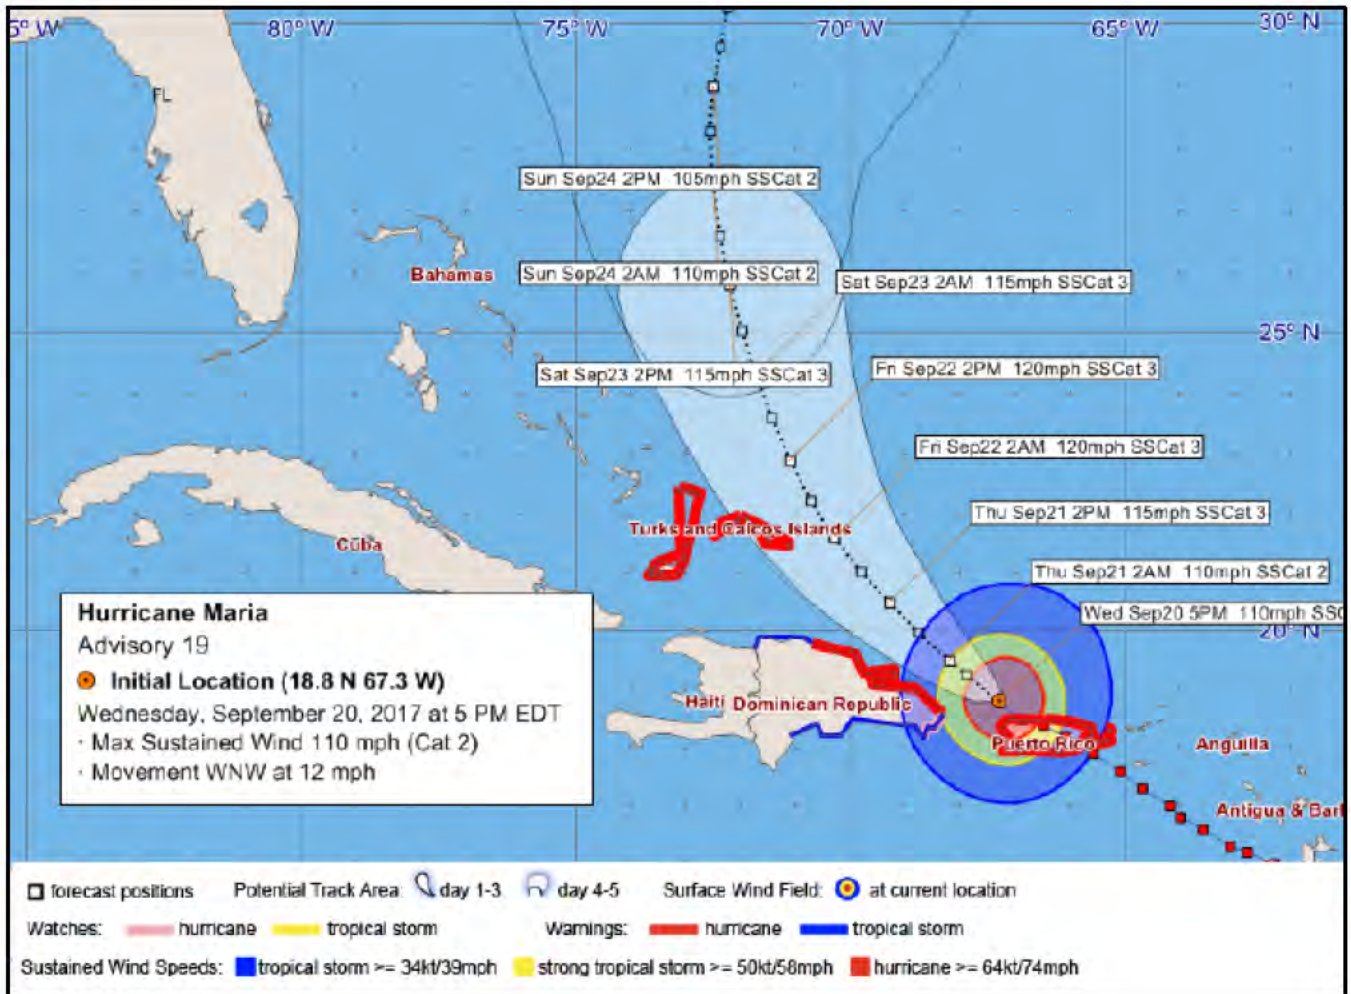 5° W 80° W 75° W 70° W 65° W 30° N
FL
Sun Sep24 2PM 105mph SSCat 2
Bahamas
Sun Sep24 2AM 110mph SSCat 2
Sat Sep23 2AM 115mph SSCat 3
25° N
Sat Sep23 2PM 115mph SSCat 3
Fri Sep22 2PM 120mph SSCat 3
Fri Sep22 2AM 120mph SSCat 3
Thu Sep21 2PM 115mph SSCat 3
Turks and Caicos Islands
Cuba
Thu Sep21 2AM 110mph SSCat 2
Wed Sep20 5PM 110mph SSC
20° N
Hurricane Maria
Advisory 19
Initial Location (18.8 N 67.3 W)
Wednesday, September 20, 2017 at 5 PM EDT
· Max Sustained Wind 110 mph (Cat 2)
· Movement WNW at 12 mph
Haiti Dominican Republic
Puerto Rico
Anguilla
Antigua & Bar
forecast positions Potential Track Area: day 1-3 day 4-5 Surface Wind Field: at current location
Watches: hurricane tropical storm Warnings: hurricane tropical storm
Sustained Wind Speeds: tropical storm >= 34kt/39mph strong tropical storm >= 50kt/58mph hurricane >= 64kt/74mph